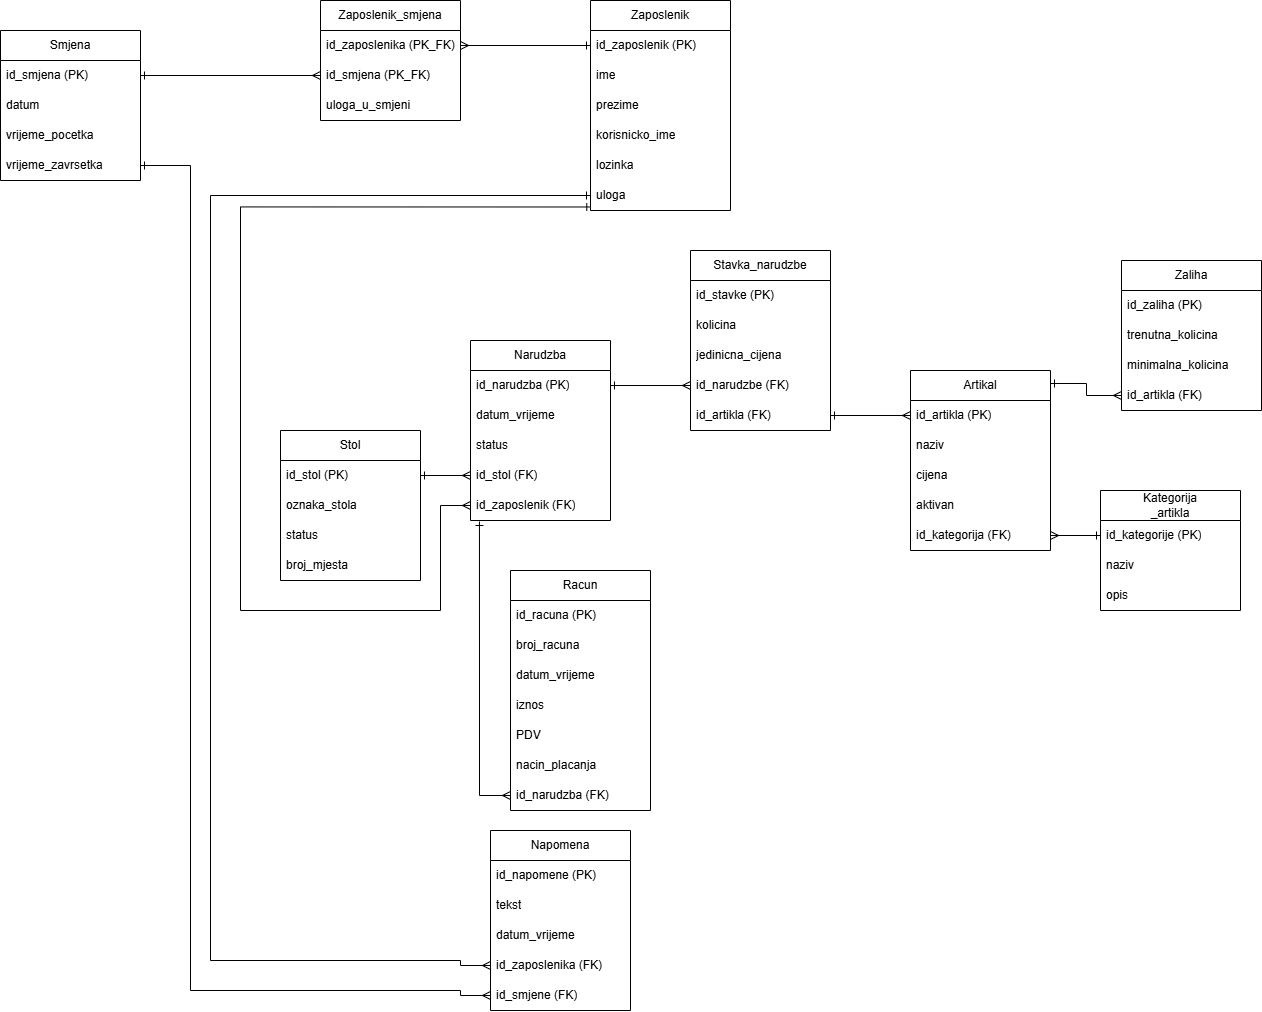 Smjena
id_smjena (PK)
datum
vrijeme_pocetka
vrijeme_zavrsetka
Zaposlenik_smjena
id_zaposlenika (PK_FK)
id_smjena (PK_FK)
uloga_u_smjeni
Zaposlenik
id_zaposlenik (PK)
ime
prezime
korisnicko_ime
lozinka
uloga
Stavka_narudzbe
id_stavke (PK)
kolicina
jedinicna_cijena
id_narudzbe (FK)
id_artikla (FK)
Zaliha
id_zaliha (PK)
trenutna_kolicina
minimalna_kolicina
id_artikla (FK)
Narudzba
id_narudzba (PK)
datum_vrijeme
status
id_stol (FK)
id_zaposlenik (FK)
Artikal
id_artikla (PK)
naziv
cijena
aktivan
id_kategorija (FK)
Stol
id_stol (PK)
oznaka_stola
status
broj_mjesta
Kategorija
_artikla
id_kategorije (PK)
naziv
opis
Racun
id_racuna (PK)
broj_racuna
datum_vrijeme
iznos
PDV
nacin_placanja
id_narudzba (FK)
Napomena
id_napomene (PK)
tekst
datum_vrijeme
id_zaposlenika (FK)
id_smjene (FK)